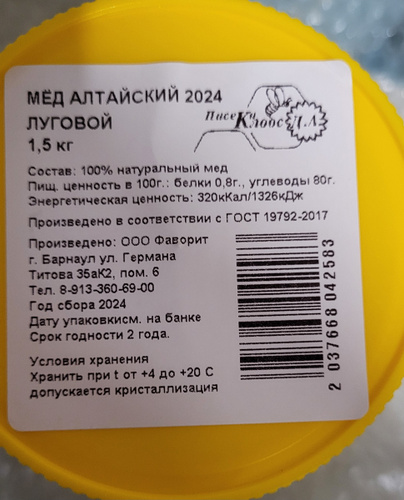 МЁД АЛТАЙСКИЙ 2024
ЛУГОВОЙ
1,5 кг
Пасеки
Клоос Д.А
Состав: 100% натуральный мед
Пищ. ценность в 100г.: белки 0,8г., углеводы 80г.
Энергетическая ценность: 320кКал/1326кДж
Произведено в соответствии с ГОСТ 19792-2017
Произведено: ООО Фаворит
г. Барнаул ул. Германа
Титова 35аК2, пом. 6
Тел. 8-913-360-69-00
Год сбора 2024
Дату упаковкисм. на банке
Срок годности 2 года.
Условия хранения
Хранить при t от +4 до +20 С
допускается кристаллизация
2 037668 042583